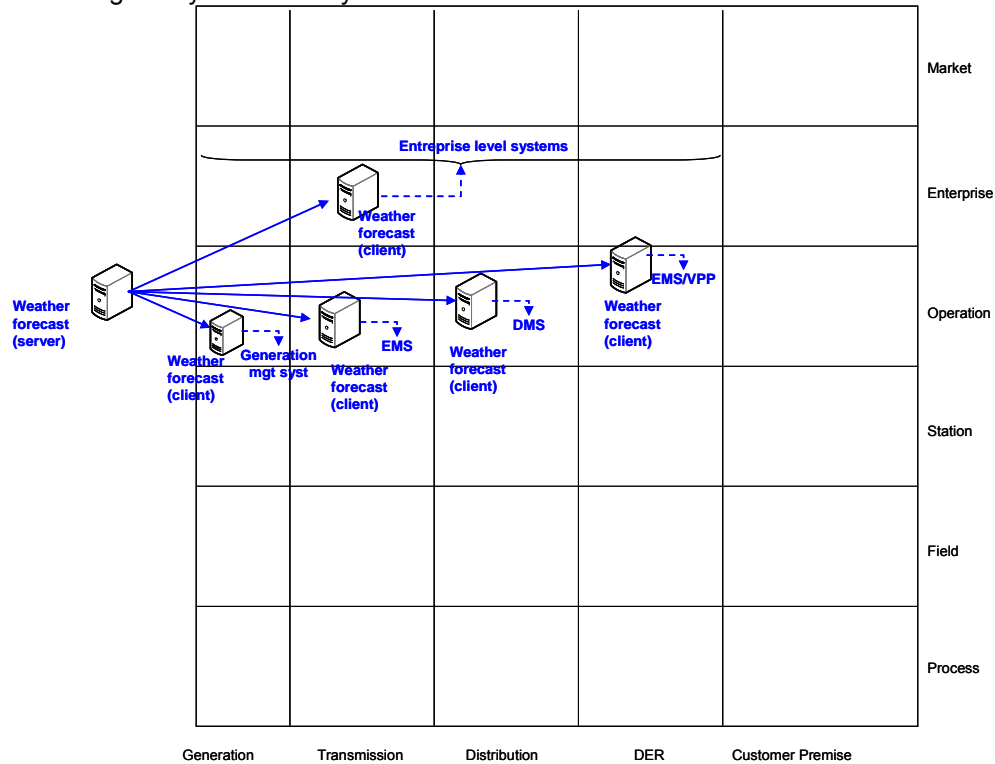 Market
Entreprise level systems
Enterprise
Weather
forecast
(client)
Weather
forecast
(server)
EMS/VPP
Weather
forecast
(client)
Operation
DMS
EMS
Generation
mgt syst
Weather
forecast
(client)
Weather
forecast
(client)
Weather
forecast
(client)
Station
Field
Process
Generation
Transmission
Distribution
DER
Customer Premise